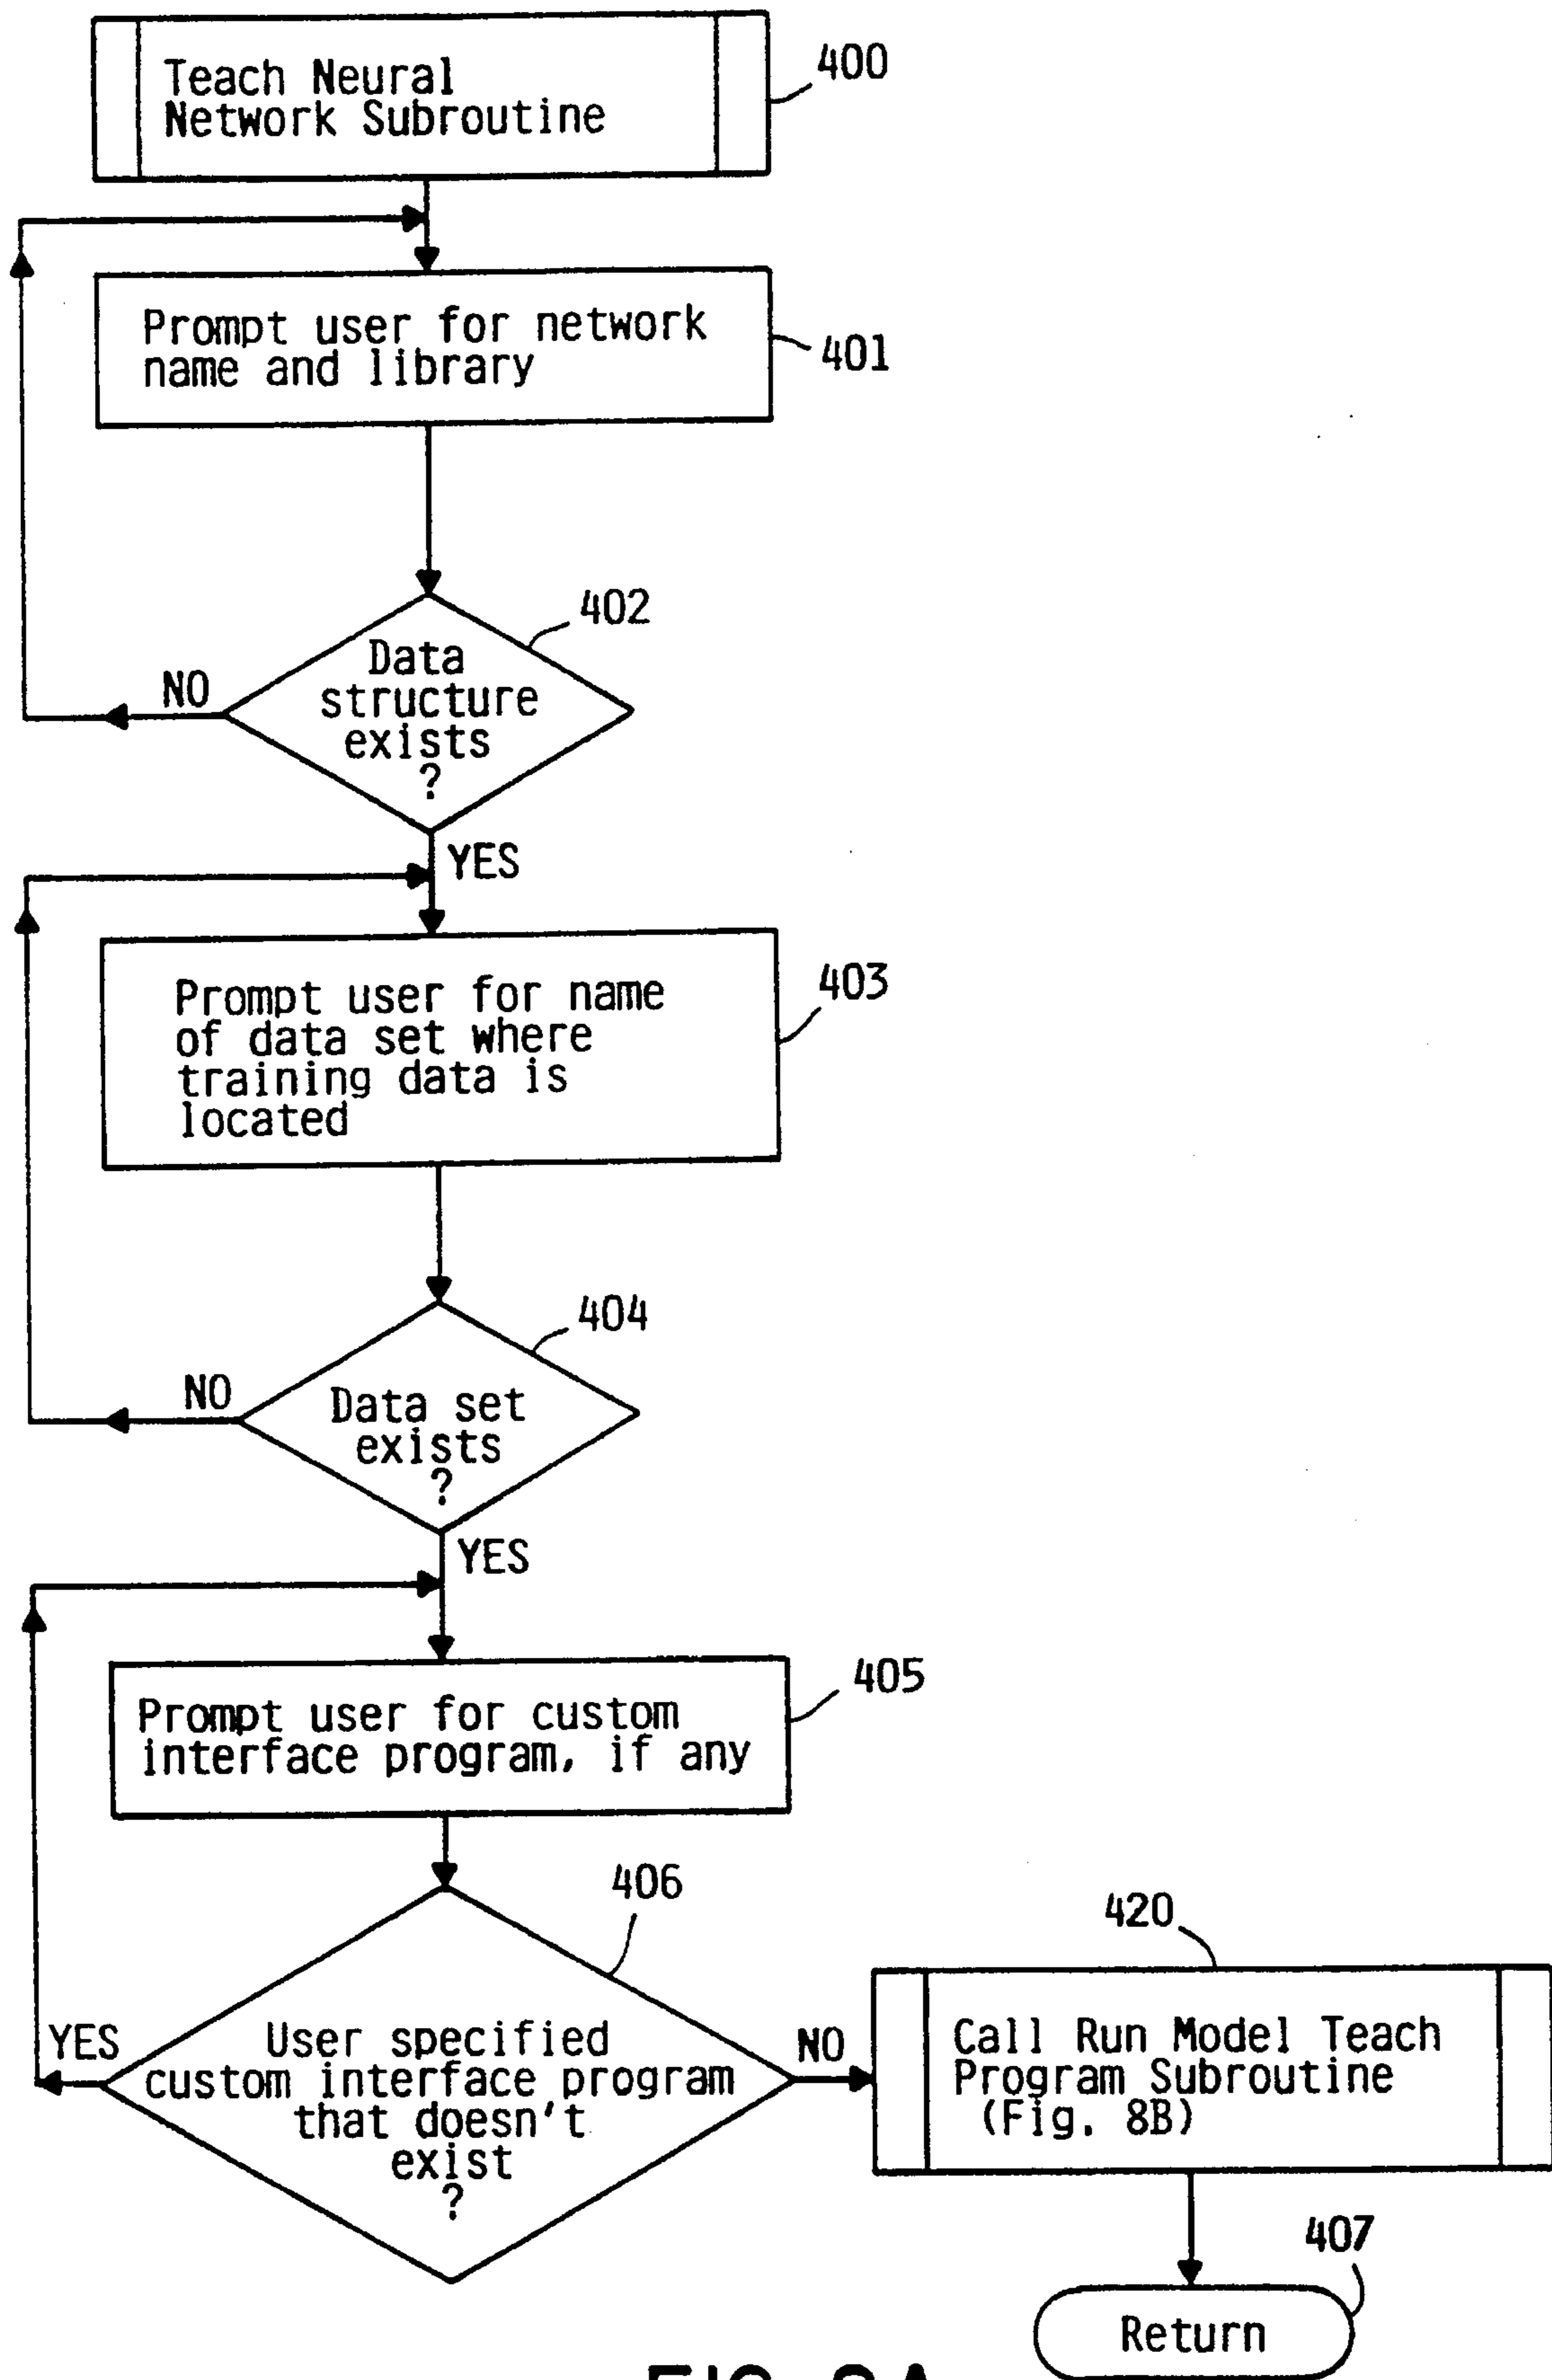 Teach Neural
Network Subroutine
400
Prompt user for network
name and library
401
402
Data
structure
exists
?
NO
YES
Prompt user for name
of data set where
training data is
located
403
404
Data set
exists
?
NO
YES
Prompt user for custom
interface program, if any
405
406
User specified
custom interface program
that doesn't
exist
?
YES
NO
420
Call Run Model Teach
Program Subroutine
(Fig. 8B)
407
Return